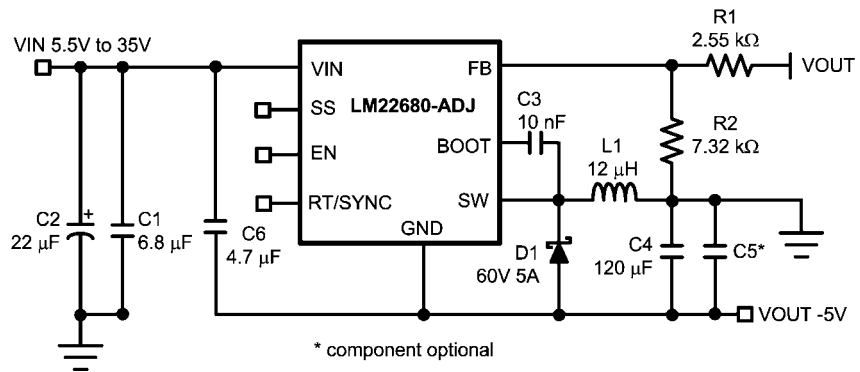 VIN 5.5V to 35V
R1
2.55 kΩ
VOUT
VIN
FB
SS
LM22680-ADJ
C3
10 nF
R2
7.32 kΩ
EN
BOOT
L1
12 µH
RT/SYNC
SW
GND
C2
22 µF
+
C1
6.8 µF
C6
4.7 µF
D1
60V 5A
C4
120 µF
C5*
VOUT -5V
* component optional